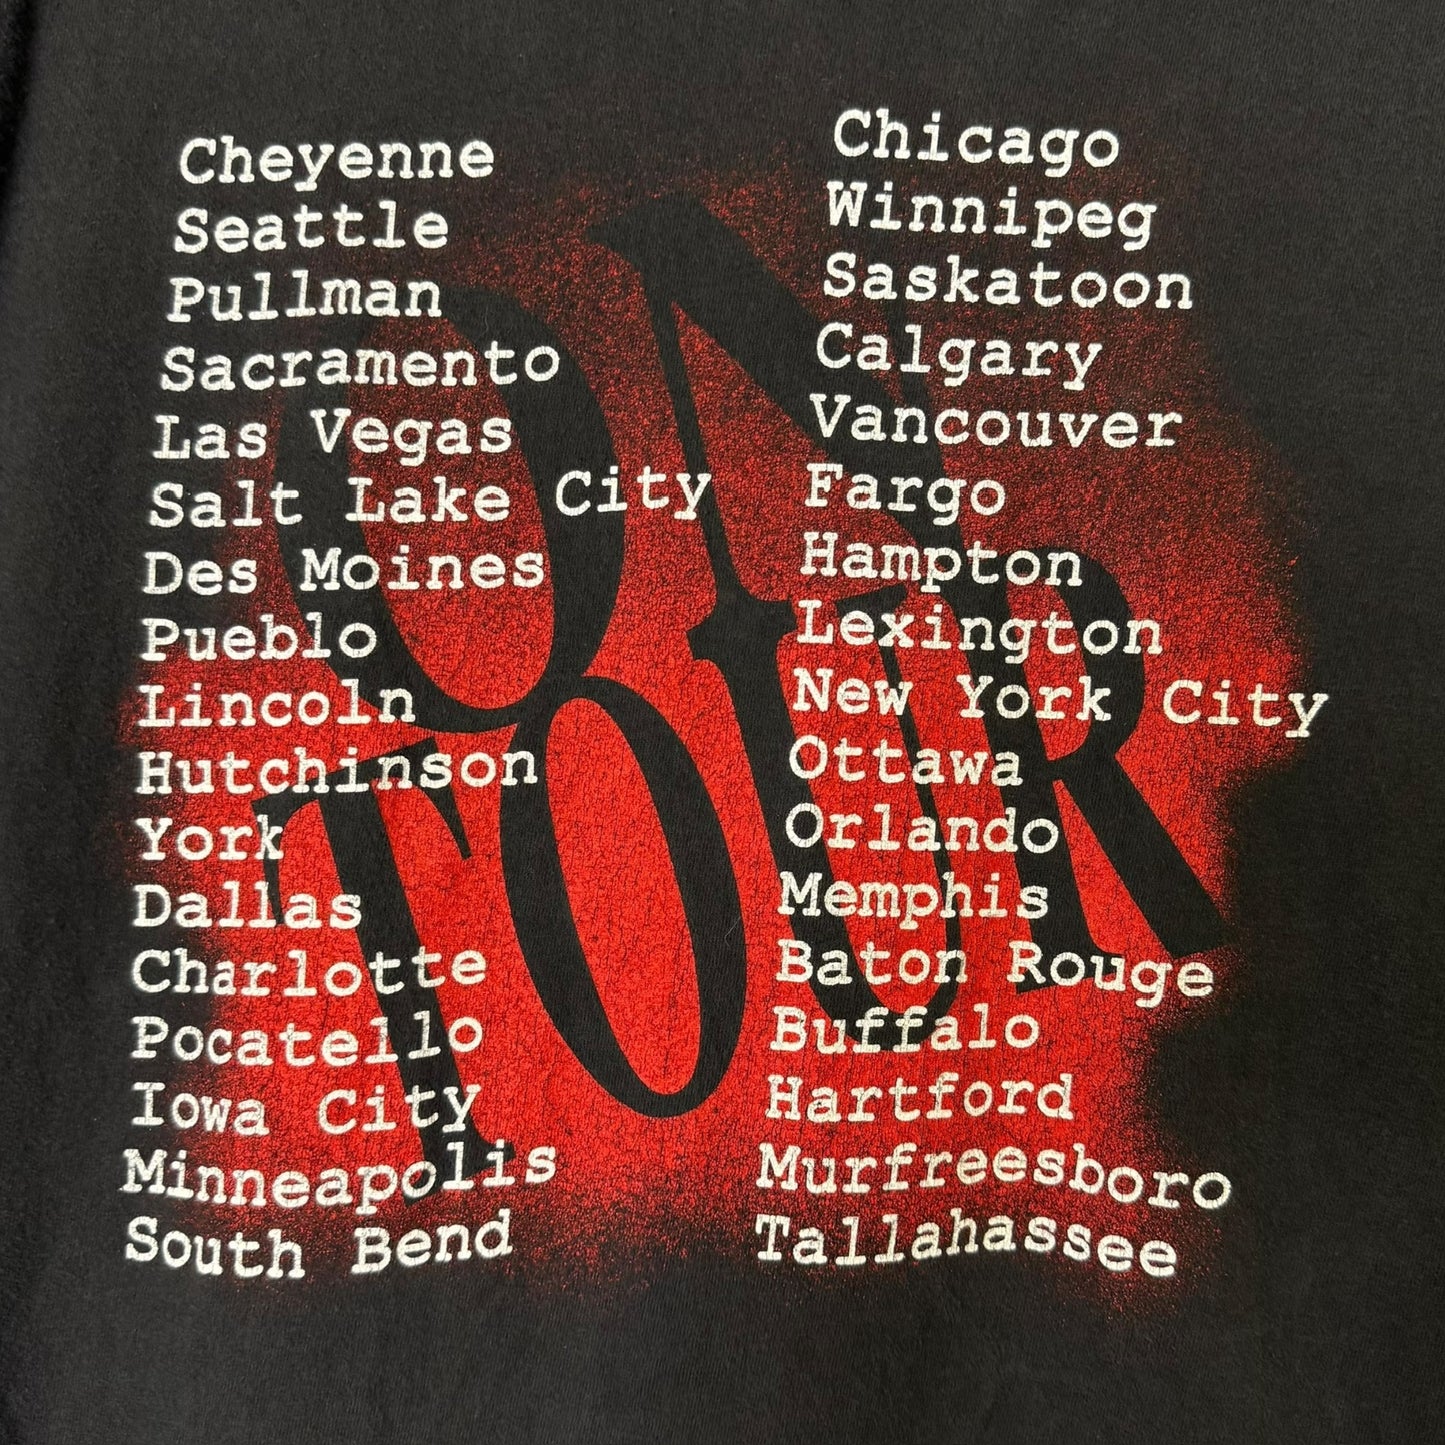 Cheyenne
Seattle
Pullman
Sacramento
Las Vegas
Salt Lake City
Des Moines
Pueblo
Lincoln
Hutchinson
York
Dallas
Charlotte
Pocatello
Iowa City
Minneapolis
South Bend
Chicago
Winnipeg
Saskatoon
Calgary
Vancouver
Fargo
Hampton
Lexington
New York City
Ottawa
Orlando
Memphis
Baton Rouge
Buffalo
Hartford
Murfreesboro
Tallahassee
ON
TOUR